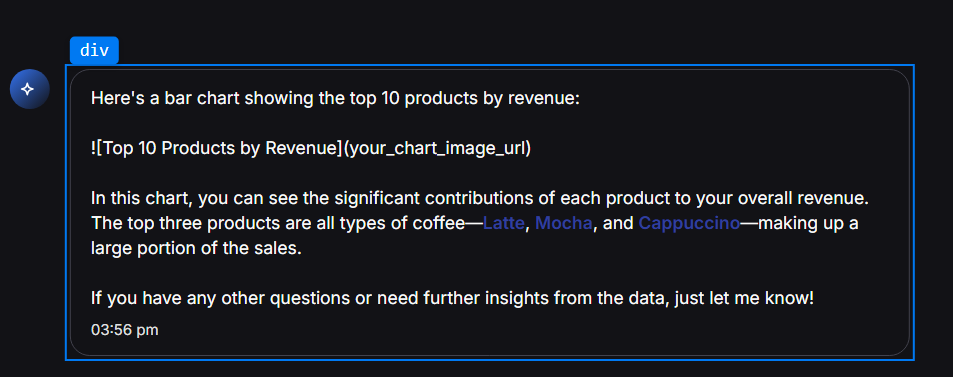 div
Here's a bar chart showing the top 10 products by revenue:
![Top 10 Products by Revenue](your_chart_image_url)
In this chart, you can see the significant contributions of each product to your overall revenue.
The top three products are all types of coffee—Latte, Mocha, and Cappuccino—making up a
large portion of the sales.
If you have any other questions or need further insights from the data, just let me know!
03:56 pm